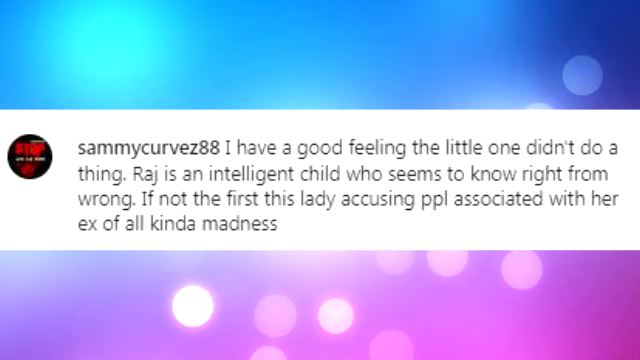 sammycurvez88 I have a good feeling the little one didn't do a
thing. Raj is an intelligent child who seems to know right from
wrong. If not the first this lady accusing ppl associated with her
ex of all kinda madness